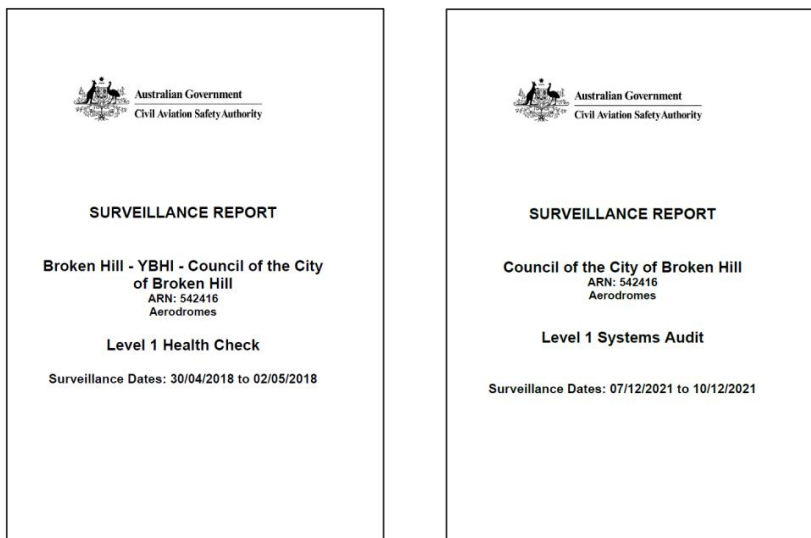 Australian Government
Civil Aviation Safety Authority
SURVEILLANCE REPORT
Broken Hill - YBHI - Council of the City
of Broken Hill
ARN: 542416
Aerodromes
Level 1 Health Check
Surveillance Dates: 30/04/2018 to 02/05/2018
Australian Government
Civil Aviation Safety Authority
SURVEILLANCE REPORT
Council of the City of Broken Hill
ARN: 542416
Aerodromes
Level 1 Systems Audit
Surveillance Dates: 07/12/2021 to 10/12/2021